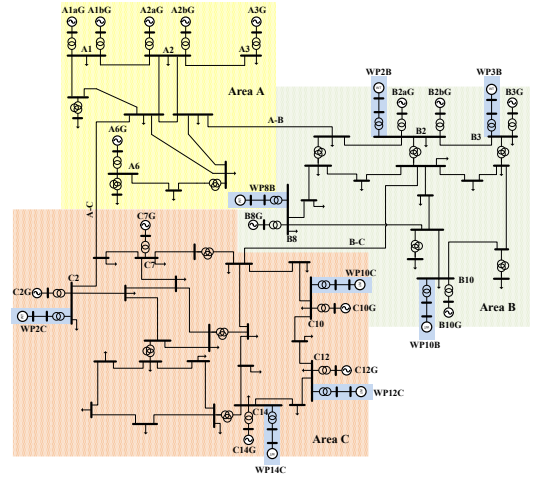 A1aG A1bG A2aG A2bG A3G
A1 A2 A3
Area A
WP2B WP3B
B2aG B2bG B3G
A-B
B2 B3
A6G
A6
A-C
WP8B
B8G B8
B-C
C7G
C7
C2
C2G
WP2C
WP10C
C10G
C10
B10
B10G
WP10B
Area B
C12
C12G
WP12C
C14
C14G
WP14C
Area C